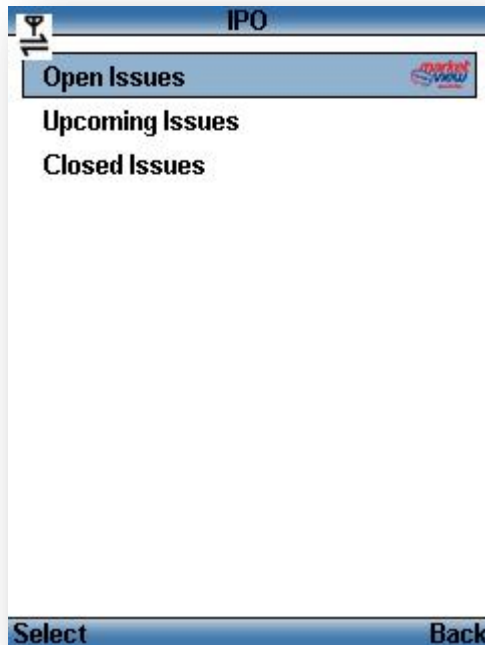 IPO
Open Issues
market
view
Upcoming Issues
Closed Issues
Select
Back